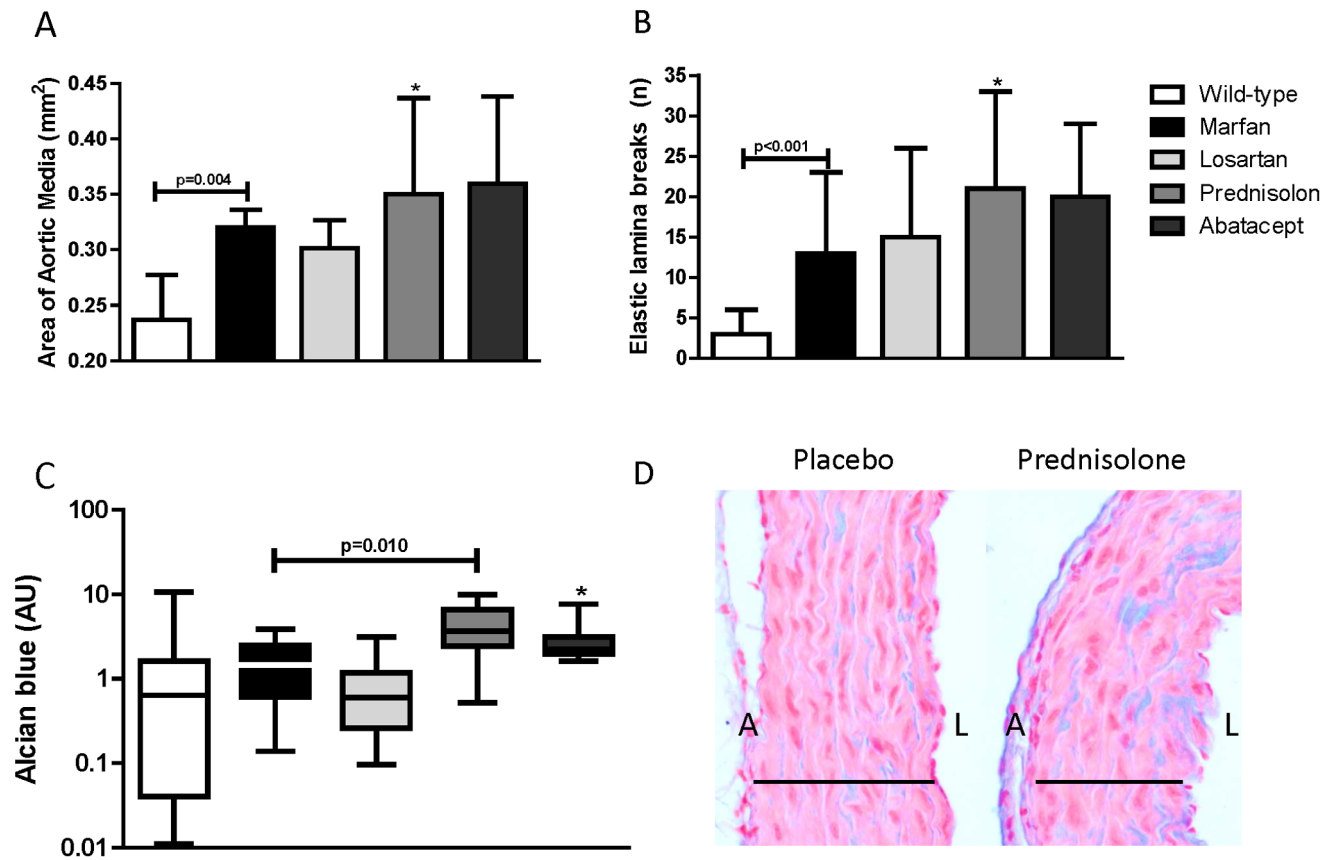 A
Area of Aortic Media (mm²)
0.45
0.40
0.35
0.30
0.25
0.20
p=0.004
*
B
Elastic lamina breaks (n)
35
30
25
20
15
10
5
0
p<0.001
*
Wild-type
Marfan
Losartan
Prednisolon
Abatacept
C
Alcian blue (AU)
100
10
1
0.1
0.01
p=0.010
*
D
Placebo
Prednisolone
A
L
A
L